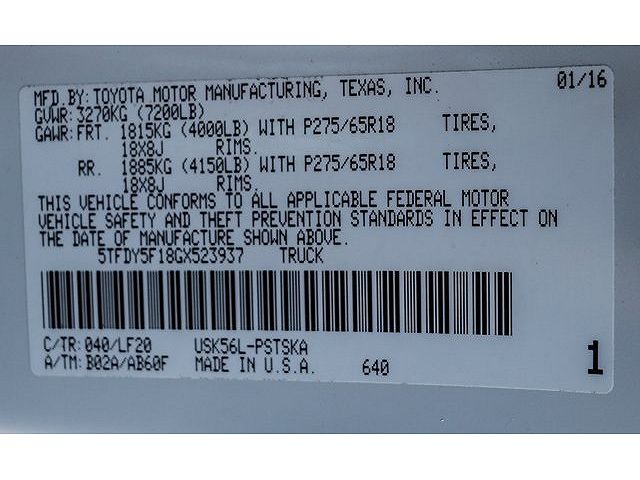 MFD.BY: TOYOTA MOTOR MANUFACTURING, TEXAS, INC. 01/16
GVWR: 3270KG (7200LB)
GAWR: FRT. 1815KG (4000LB) WITH P275/65R18 TIRES,
18X8J RIMS.
RR. 1885KG (4150LB) WITH P275/65R18 TIRES,
18X8J RIMS.
THIS VEHICLE CONFORMS TO ALL APPLICABLE FEDERAL MOTOR
VEHICLE SAFETY AND THEFT PREVENTION STANDARDS IN EFFECT ON
THE DATE OF MANUFACTURE SHOWN ABOVE.
5TFDY5F18GX523937 TRUCK
C/TR: 040/LF20 USK56L-PSTSKA
A/TM: B02A/AB60F MADE IN U.S.A. 640 1